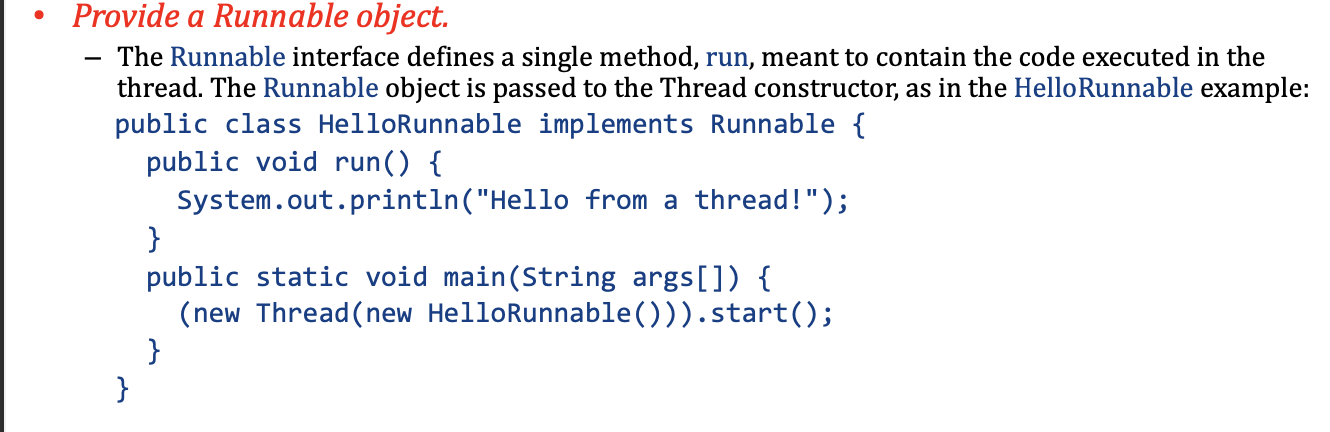 • Provide a Runnable object.
– The Runnable interface defines a single method, run, meant to contain the code executed in the
thread. The Runnable object is passed to the Thread constructor, as in the HelloRunnable example:
public class HelloRunnable implements Runnable {
  public void run() {
    System.out.println("Hello from a thread!");
  }
  public static void main(String args[]) {
    (new Thread(new HelloRunnable())).start();
  }
}